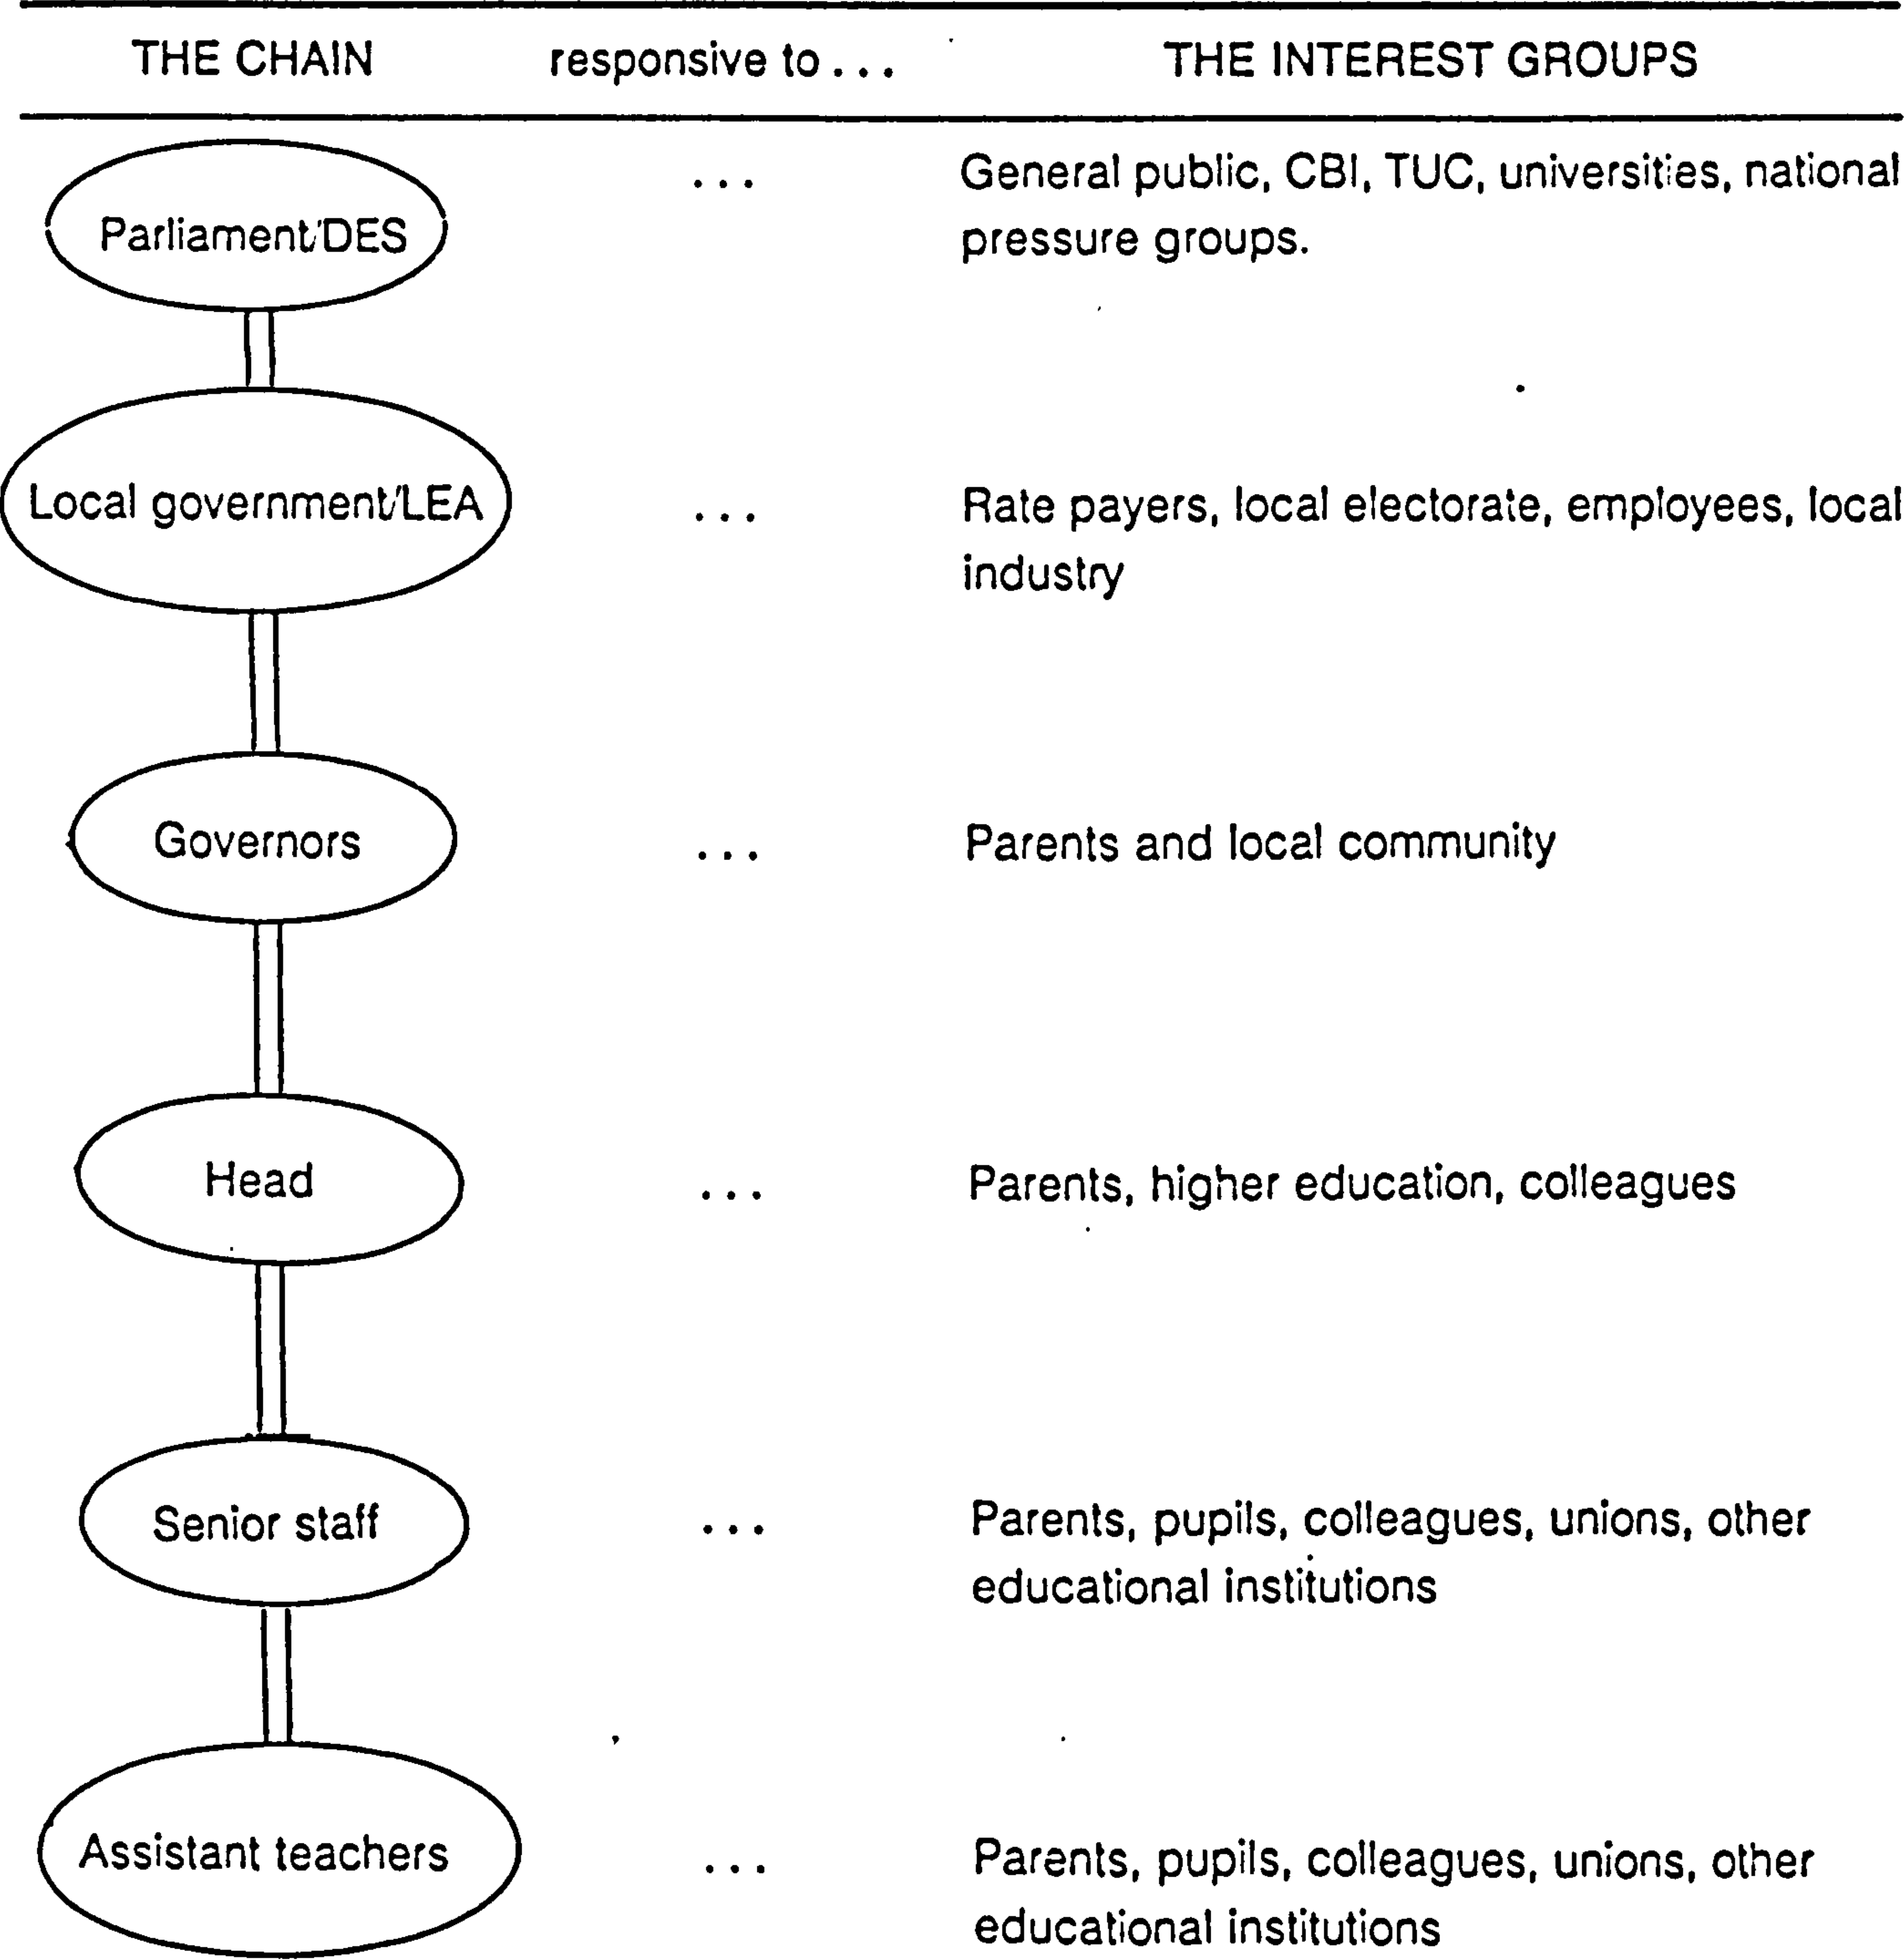 THE CHAIN responsive to ... THE INTEREST GROUPS
Parliament/DES ... General public, CBI, TUC, universities, national
pressure groups.
Local government/LEA ... Rate payers, local electorate, employees, local
industry
Governors ... Parents and local community
Head ... Parents, higher education, colleagues
Senior staff ... Parents, pupils, colleagues, unions, other
educational institutions
Assistant teachers ... Parents, pupils, colleagues, unions, other
educational institutions